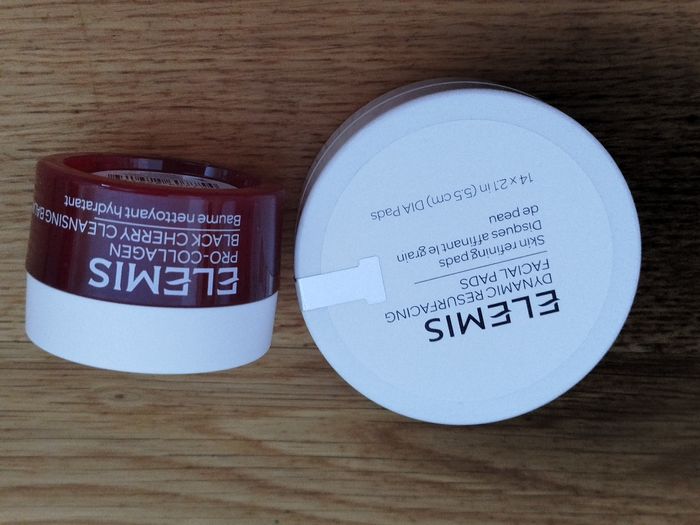 ELEMIS
PRO-COLLAGEN
BLACK CHERRY CLEANSING
Baume nettoyant hydratant
ELEMIS
DYNAMIC RESURFACING
FACIAL PADS
Skin refining pads
Disques affinant le grain
de peau
14 x 2.1 in (5.5 cm) DIA Pads